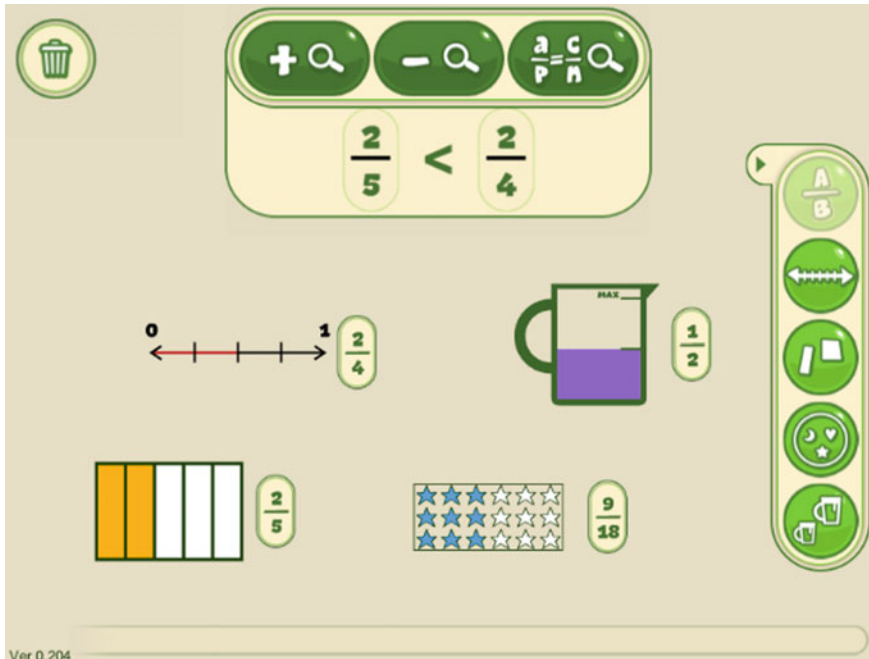 + - a/p = c/n
2/5 < 2/4
MAX
0 1 2/4
1/2
2/5
9/18
A/B
Ver 0.204